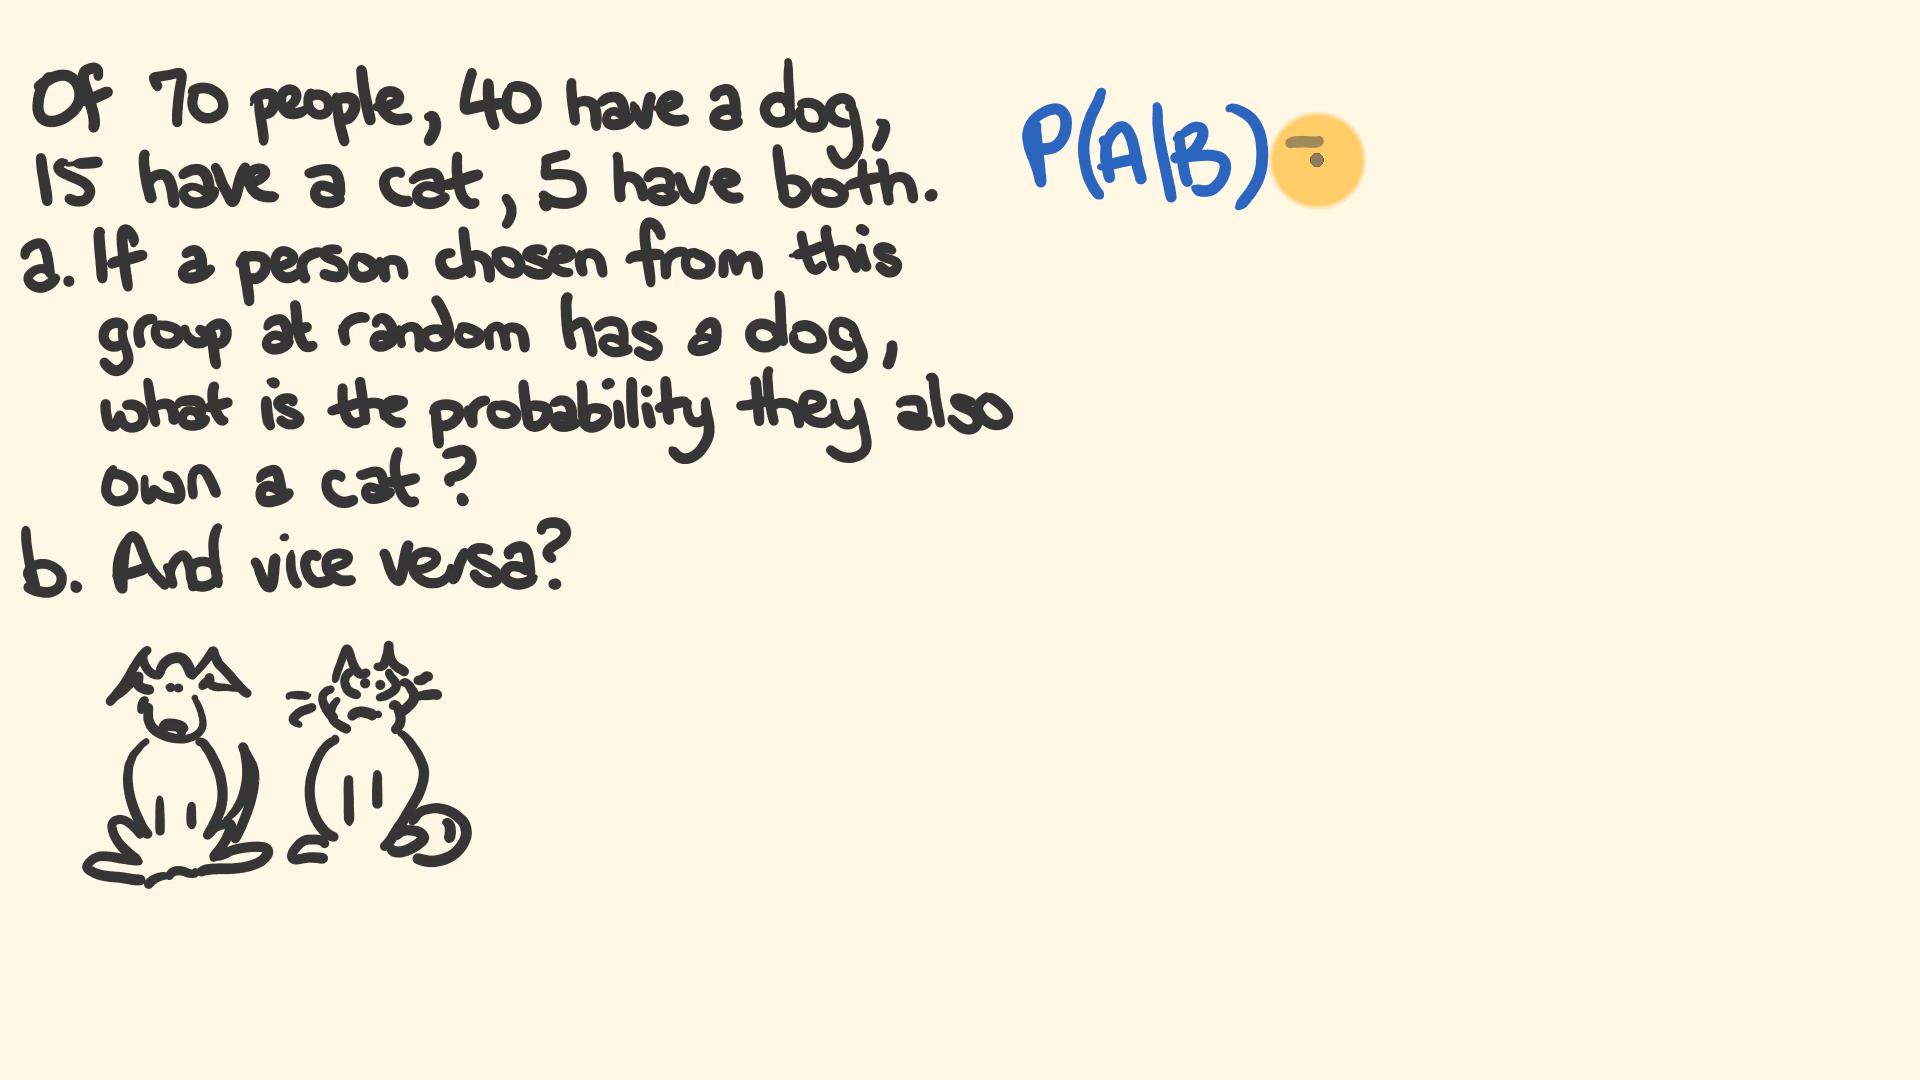 Of 70 people, 40 have a dog,
15 have a cat, 5 have both.
a. If a person chosen from this
group at random has a dog,
what is the probability they also
own a cat?
b. And vice versa?
P(A|B) =